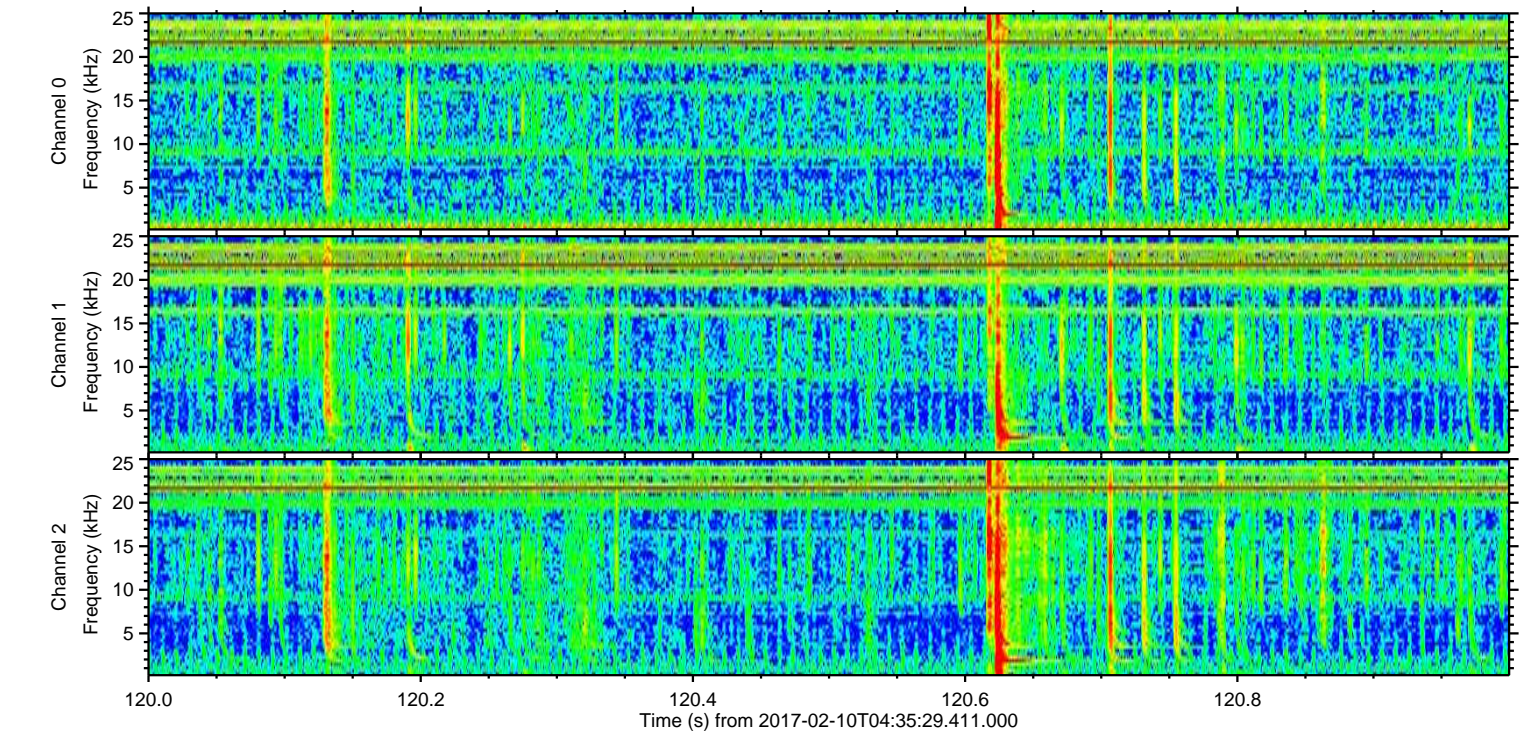 Channel 0
Frequency (kHz)
25
20
15
10
5
Channel 1
Frequency (kHz)
25
20
15
10
5
Channel 2
Frequency (kHz)
25
20
15
10
5
120.0 120.2 120.4 120.6 120.8
Time (s) from 2017-02-10T04:35:29.411.000